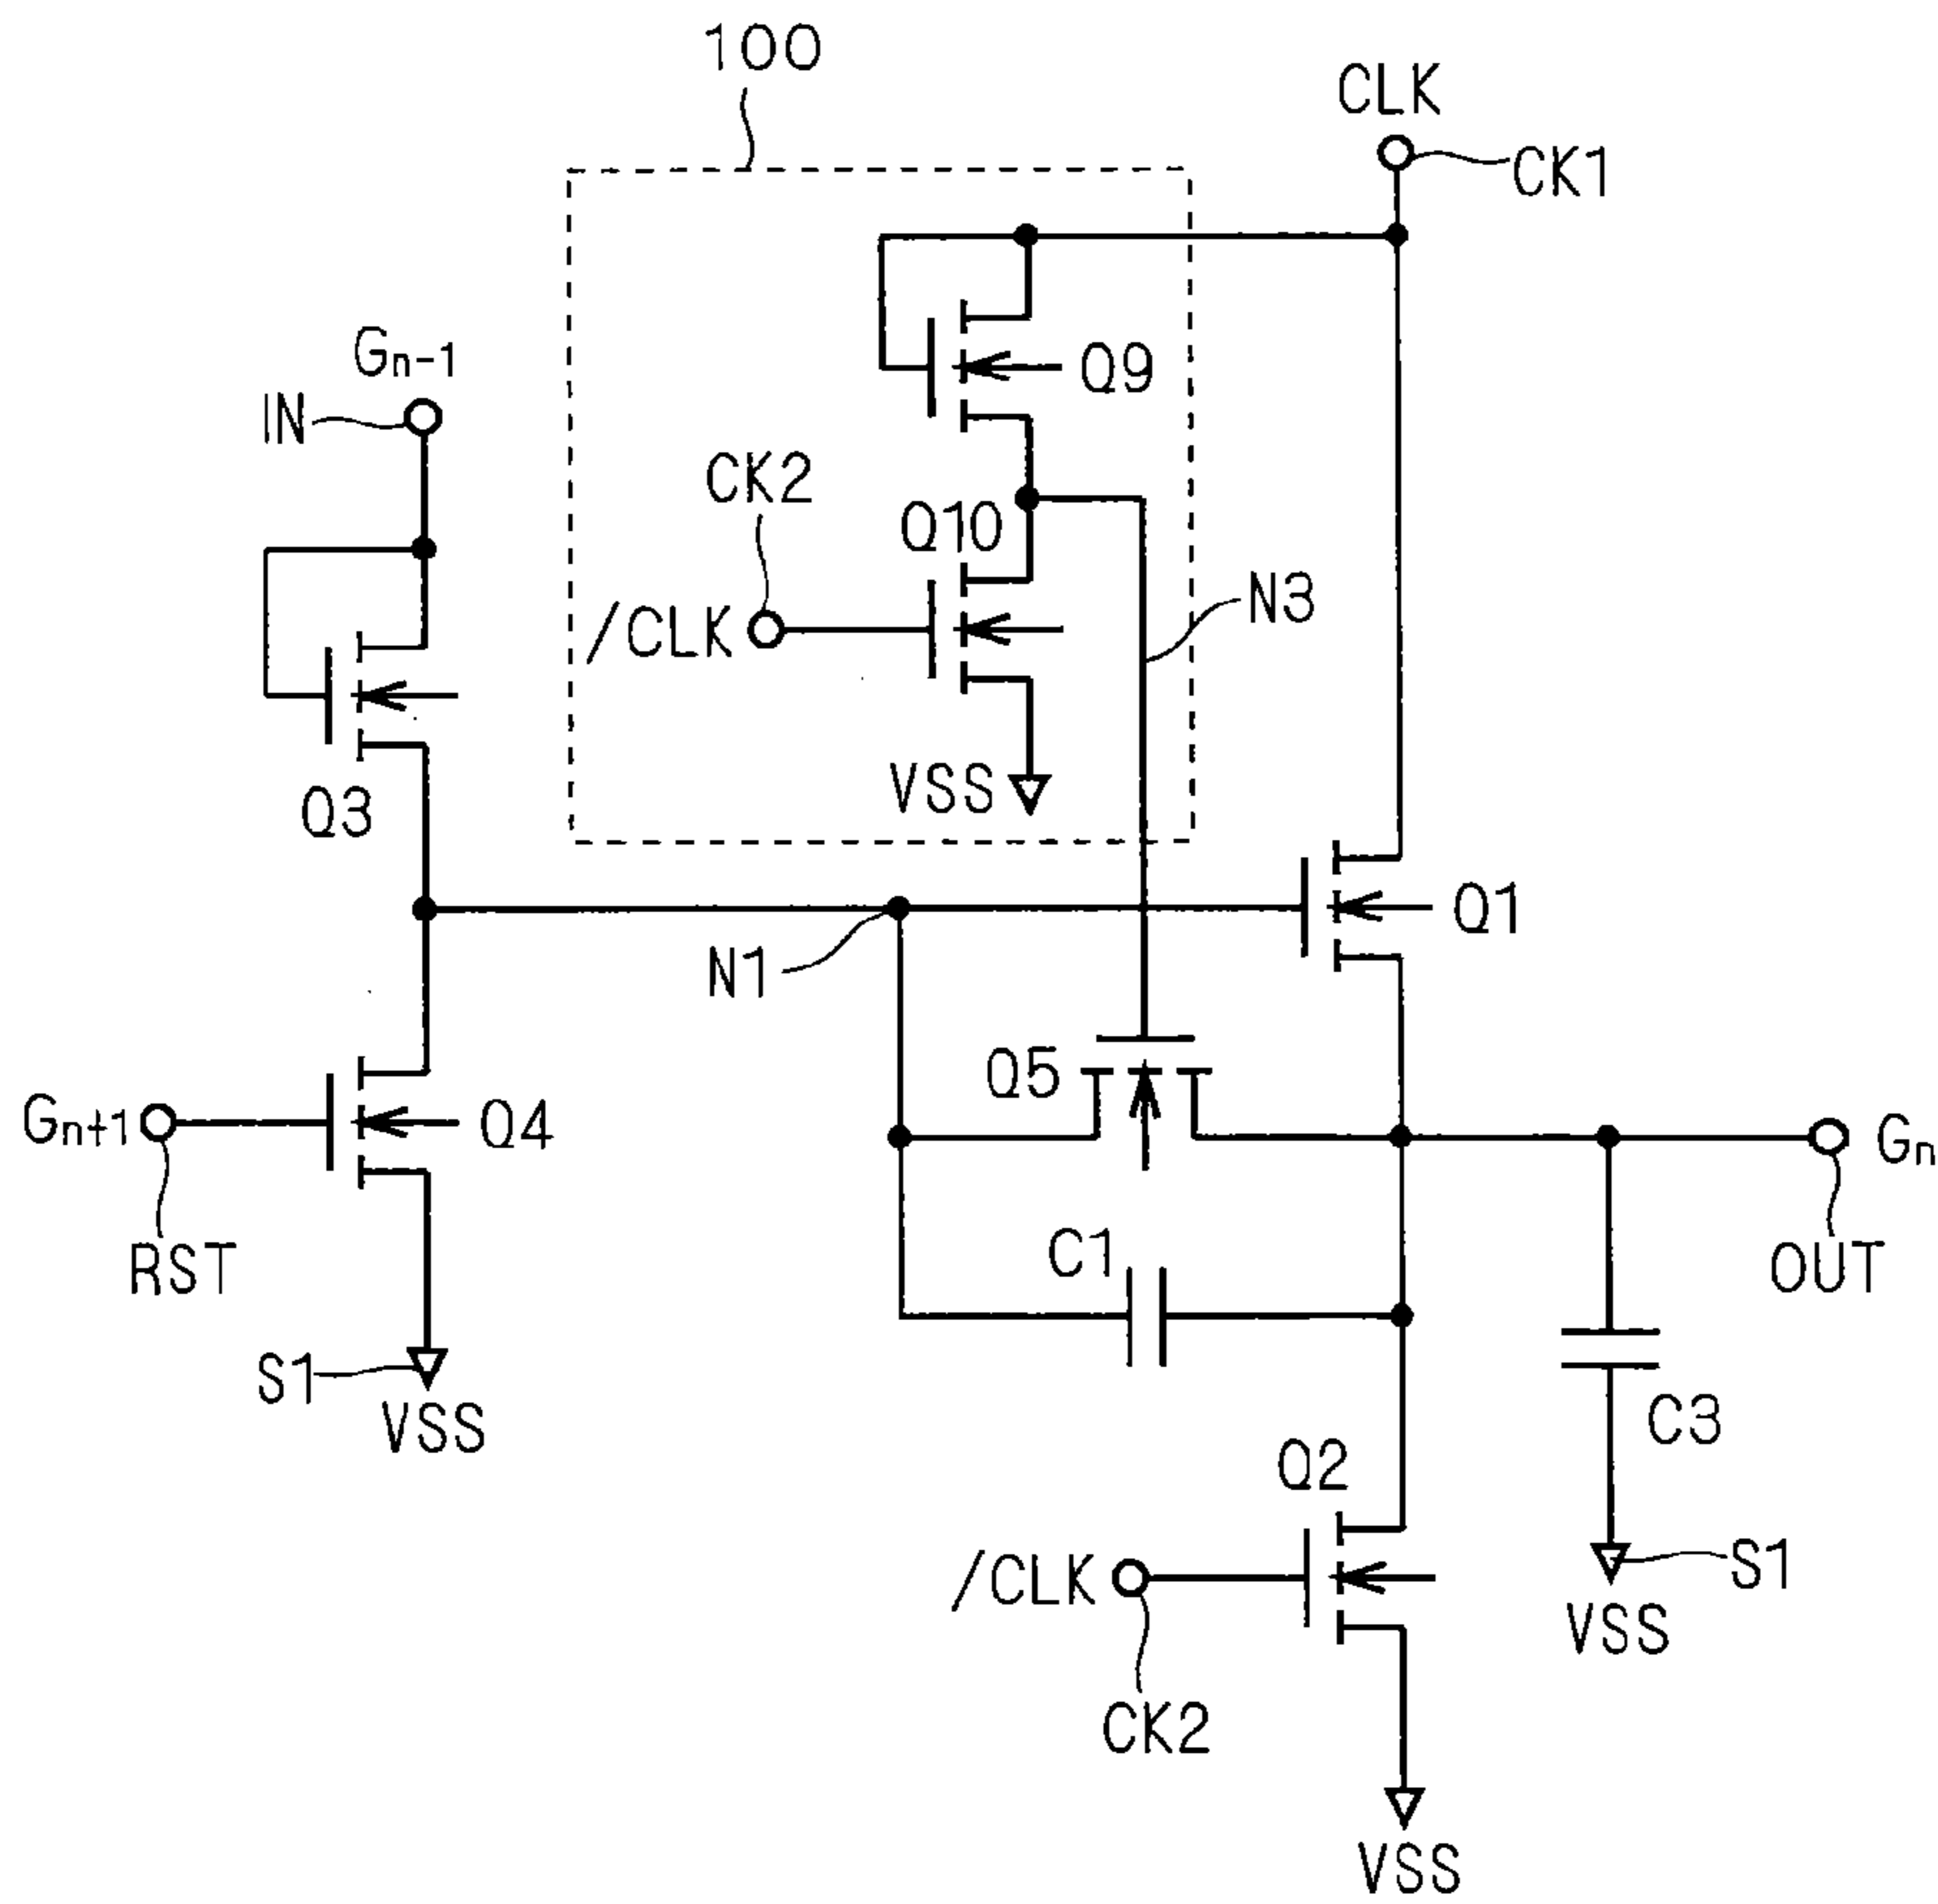 100
CLK
CK1
Gn-1
IN
Q9
CK2
Q10
/CLK
N3
VSS
Q3
Q1
N1
Q5
Gn+1
Q4
Gn
RST
C1
OUT
S1
VSS
C3
Q2
/CLK
S1
VSS
CK2
VSS